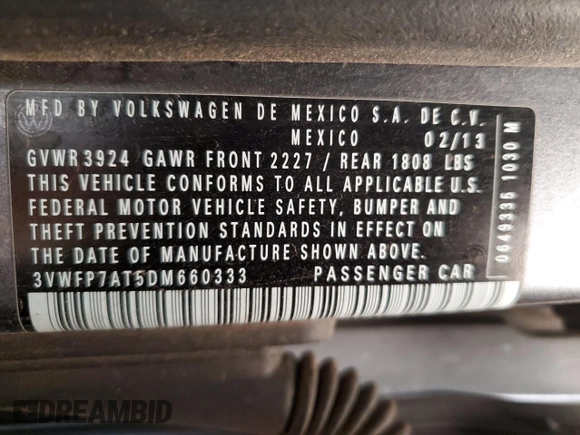 MFD BY VOLKSWAGEN DE MEXICO S.A. DE C.V.
MEXICO 02/13
GVWR 3924 GAWR FRONT 2227 / REAR 1808 LBS
THIS VEHICLE CONFORMS TO ALL APPLICABLE U.S.
FEDERAL MOTOR VEHICLE SAFETY, BUMPER AND
THEFT PREVENTION STANDARDS IN EFFECT ON
THE DATE OF MANUFACTURE SHOWN ABOVE.
3VWFP7AT5DM660333 PASSENGER CAR
0649335 1030 M
DREAMBID